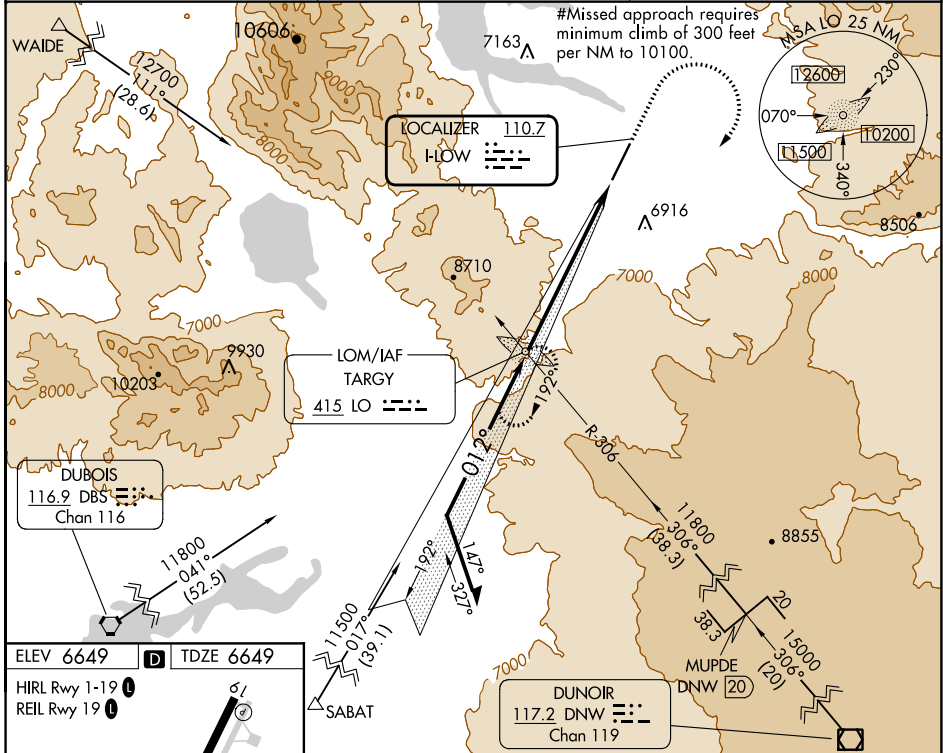 #Missed approach requires
minimum climb of 300 feet
per NM to 10100.
WAIDE
12700
111°
(28.6)
10606
9000
8000
7163
MSA LO 25 NM
12600
230°
070°
10200
11500
340°
LOCALIZER 110.7
I-LOW
6916
8506
8710
7000
8000
7000
8000
9930
10203
LOM/IAF
TARGY
415 LO
192°
012°
R-306
DUBOIS
116.9 DBS
Chan 116
11800
041°
(52.5)
192°
147°
327°
11800
306°
(38.3)
8855
20
38.3
MUPDE
DNW 20
15000
306°
(20)
11500
017°
(39.1)
SABAT
7000
DUNOIR
117.2 DNW
Chan 119
ELEV 6649 D TDZE 6649
HIRL Rwy 1-19 L
REIL Rwy 19 L
19
P